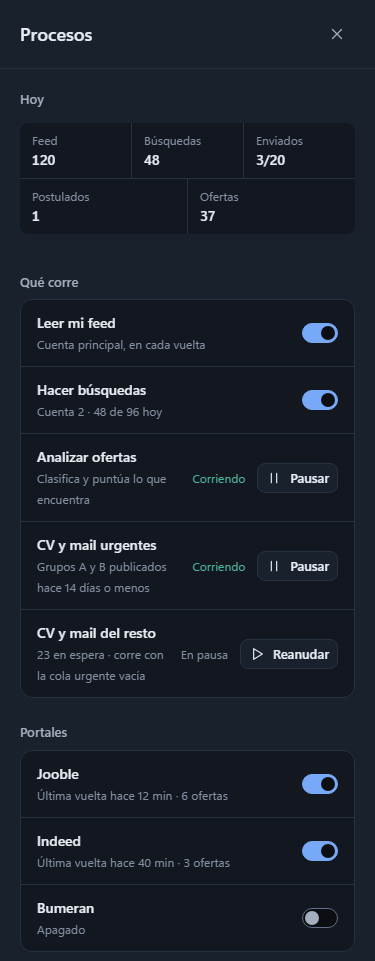 Procesos
Hoy
Feed
120
Búsquedas
48
Enviados
3/20
Postulados
1
Ofertas
37
Qué corre
Leer mi feed
Cuenta principal, en cada vuelta
Hacer búsquedas
Cuenta 2 · 48 de 96 hoy
Analizar ofertas
Clasifica y puntúa lo que
encuentra
Corriendo
Pausar
CV y mail urgentes
Grupos A y B publicados
hace 14 días o menos
Corriendo
Pausar
CV y mail del resto
23 en espera · corre con
la cola urgente vacía
En pausa
Reanudar
Portales
Jooble
Última vuelta hace 12 min · 6 ofertas
Indeed
Última vuelta hace 40 min · 3 ofertas
Bumeran
Apagado